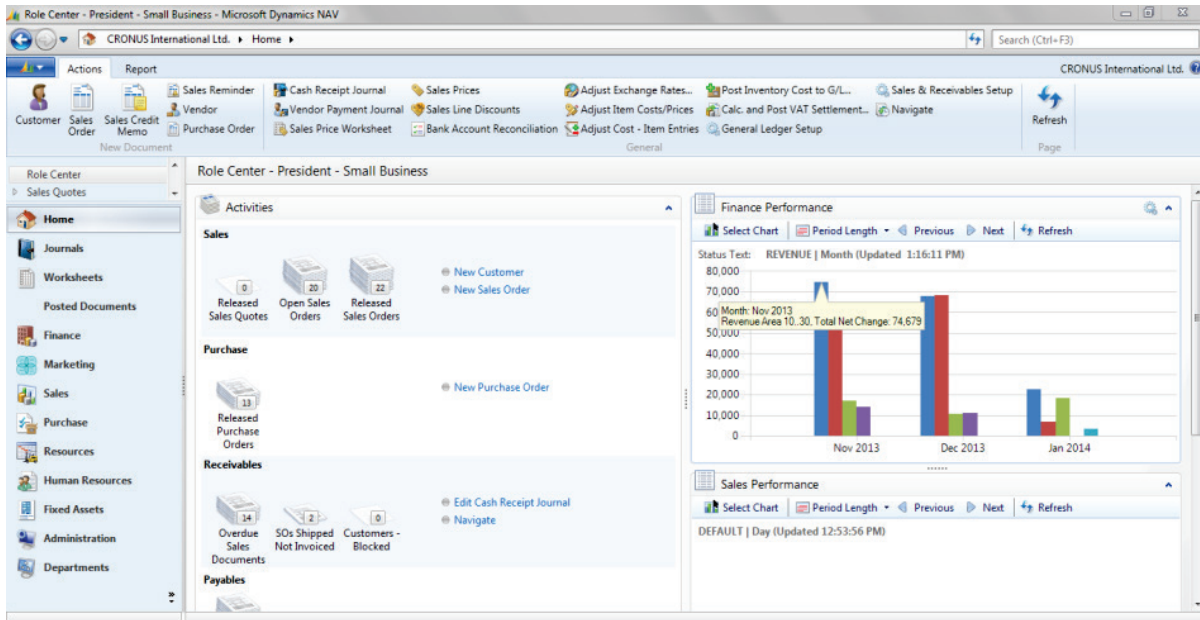 Role Center - President - Small Business - Microsoft Dynamics NAV
CRONUS International Ltd. ▸ Home ▸
Search (Ctrl+F3)
Actions Report
CRONUS International Ltd.
Customer
Sales Order
Sales Credit Memo
Sales Reminder
Vendor
Purchase Order
New Document
Cash Receipt Journal
Vendor Payment Journal
Sales Price Worksheet
Sales Prices
Sales Line Discounts
Bank Account Reconciliation
Adjust Exchange Rates...
Adjust Item Costs/Prices
Adjust Cost - Item Entries
Post Inventory Cost to G/L...
Calc. and Post VAT Settlement...
General Ledger Setup
Sales & Receivables Setup
Navigate
General
Refresh
Page
Role Center
Sales Quotes
Home
Journals
Worksheets
Posted Documents
Finance
Marketing
Sales
Purchase
Resources
Human Resources
Fixed Assets
Administration
Departments
Role Center - President - Small Business
Activities
Sales
0
Released
Sales Quotes
20
Open Sales
Orders
22
Released
Sales Orders
New Customer
New Sales Order
Purchase
13
Released
Purchase
Orders
New Purchase Order
Receivables
14
Overdue
Sales
Documents
2
SOs Shipped
Not Invoiced
0
Customers -
Blocked
Edit Cash Receipt Journal
Navigate
Payables
Finance Performance
Select Chart Period Length Previous Next Refresh
Status Text: REVENUE | Month (Updated 1:16:11 PM)
80,000
70,000
60
Month: Nov 2013
Revenue Area 10..30, Total Net Change: 74,679
50,000
40,000
30,000
20,000
10,000
0
Nov 2013 Dec 2013 Jan 2014
Sales Performance
Select Chart Period Length Previous Next Refresh
DEFAULT | Day (Updated 12:53:56 PM)